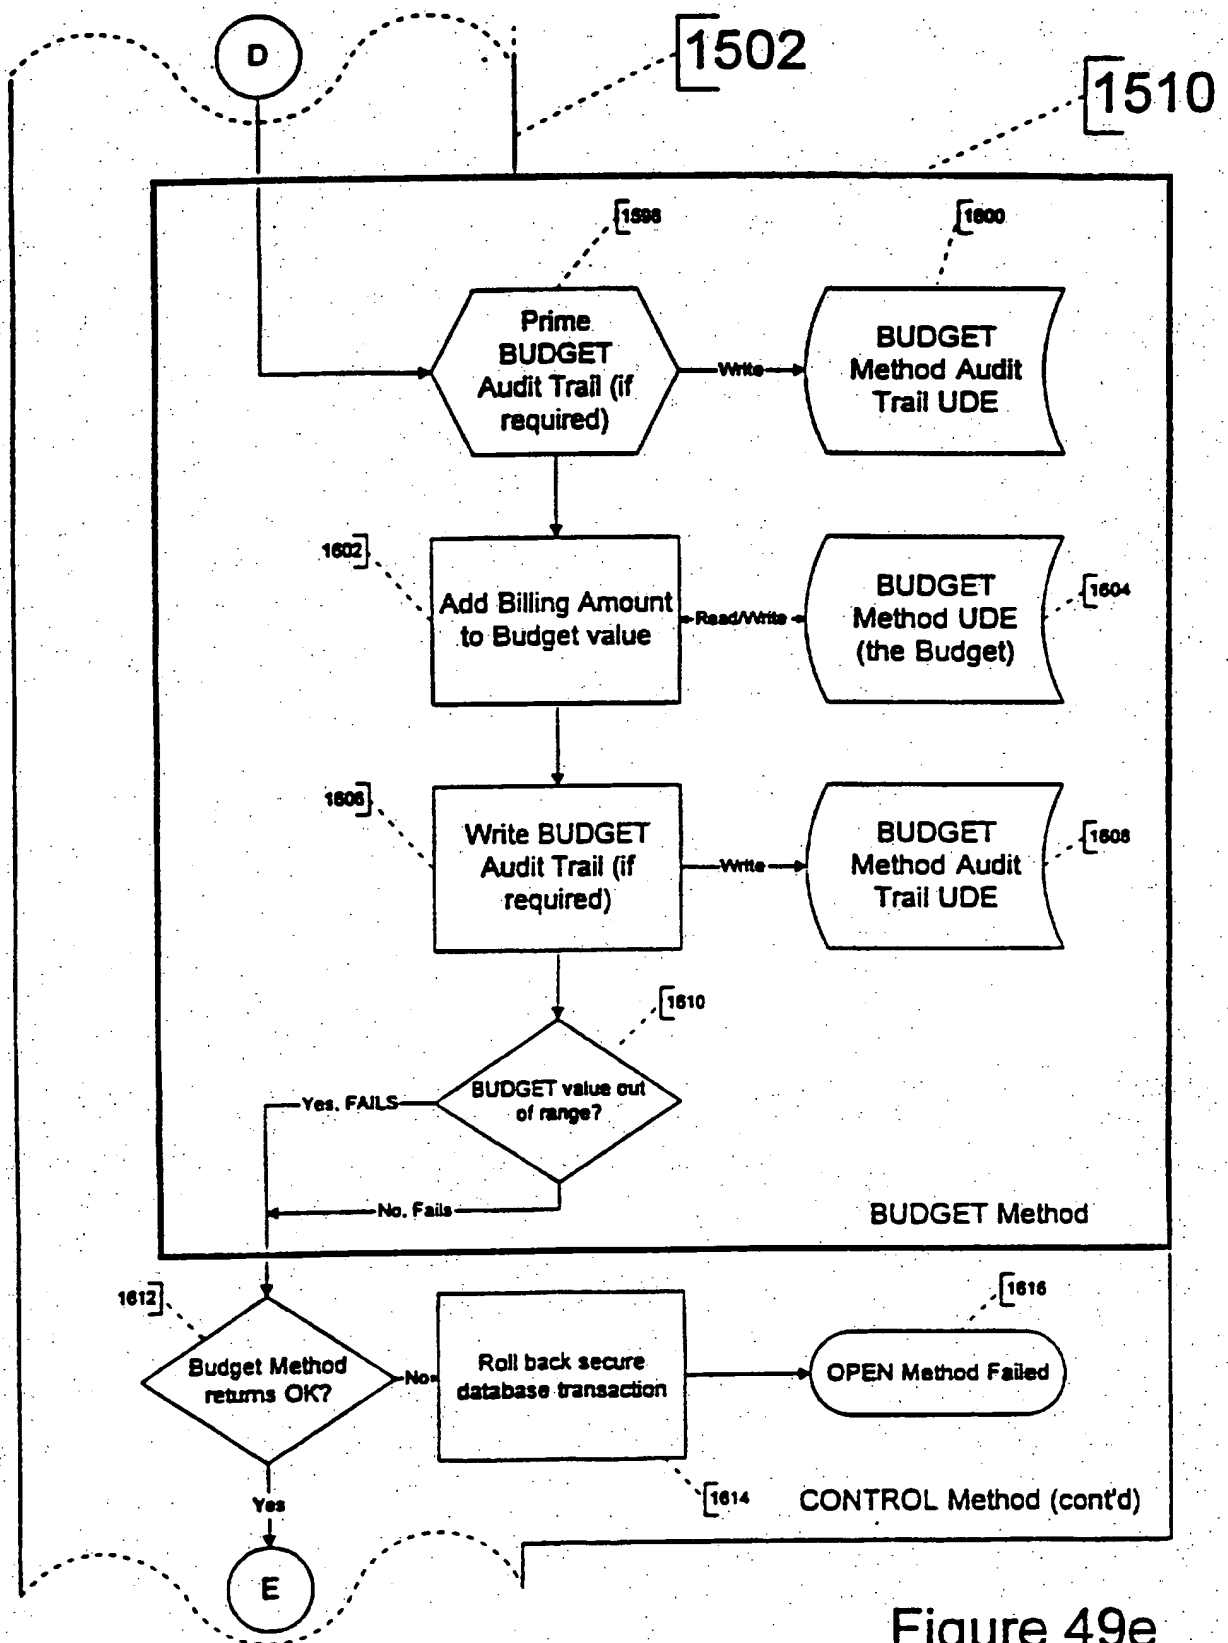 D
1502
1510
1598
1600
Prime
BUDGET
Audit Trail (if
required)
Write
BUDGET
Method Audit
Trail UDE
1602
Add Billing Amount
to Budget value
Read/Write
BUDGET
Method UDE
(the Budget)
1604
1606
Write BUDGET
Audit Trail (if
required)
Write
BUDGET
Method Audit
Trail UDE
1608
1610
BUDGET value out
of range?
Yes, FAILS
No, Fails
BUDGET Method
1612
Budget Method
returns OK?
No
Roll back secure
database transaction
1616
OPEN Method Failed
1614
CONTROL Method (cont'd)
Yes
E
Figure 49e